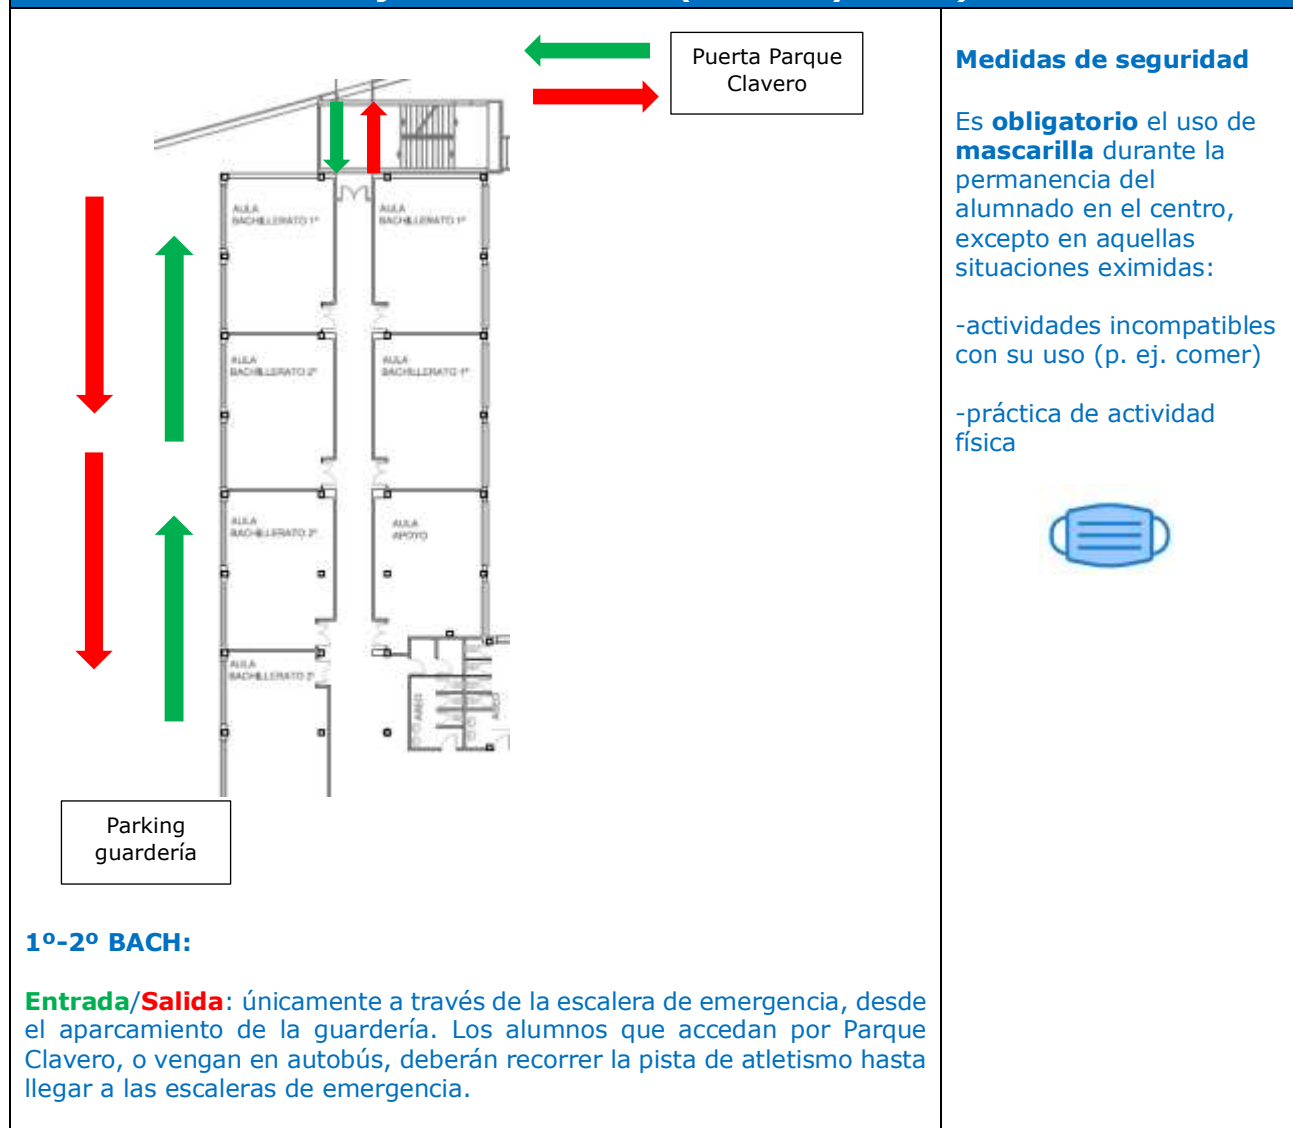 Puerta Parque
Clavero
AULA
BACHILLERATO 1º
AULA
BACHILLERATO 1º
AULA
BACHILLERATO 2º
AULA
BACHILLERATO 1º
AULA
BACHILLERATO 2º
AULA
APOYO
AULA
BACHILLERATO 2º
ASEO
ASEO
Parking
guardería
1º-2º BACH:
Entrada/Salida: únicamente a través de la escalera de emergencia, desde
el aparcamiento de la guardería. Los alumnos que accedan por Parque
Clavero, o vengan en autobús, deberán recorrer la pista de atletismo hasta
llegar a las escaleras de emergencia.
Medidas de seguridad
Es obligatorio el uso de
mascarilla durante la
permanencia del
alumnado en el centro,
excepto en aquellas
situaciones eximidas:
-actividades incompatibles
con su uso (p. ej. comer)
-práctica de actividad
física